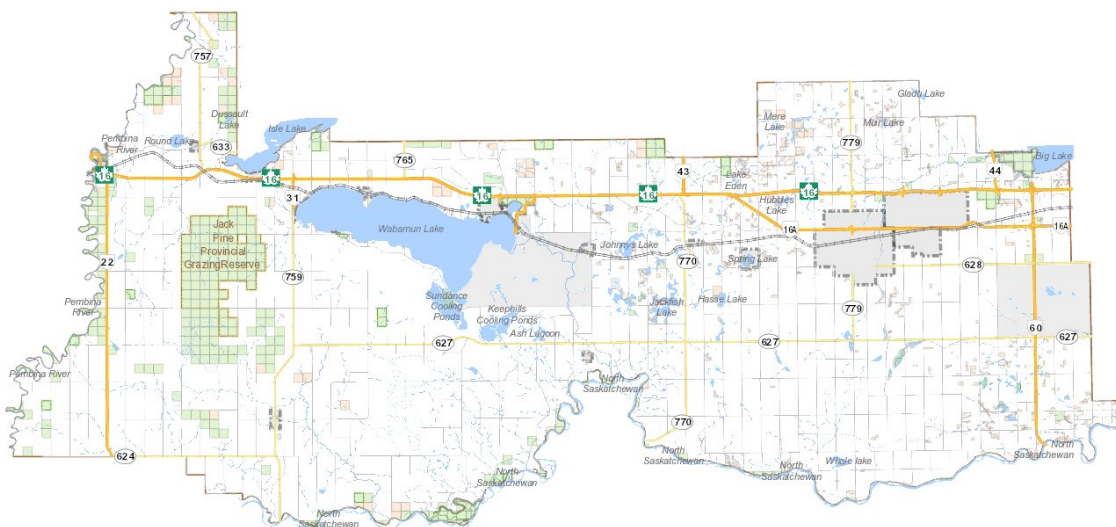 757
Gladu Lake
Dussault
Lake
Isle Lake
Mere
Lake
Muir Lake
Pembina
River
Round Lake
633
765
779
43
44
Big Lake
16
16
16
16
16
Lake
Eden
Hubbles
Lake
31
Wabamun Lake
Jack
Pine
Provincial
GrazingReserve
16A
16A
Johnnys Lake
22
759
770
Spring Lake
628
Pembina
River
Sundance
Cooling
Ponds
Keephills
Cooling Ponds
Ash Lagoon
Lake
Hasse Lake
779
60
627
627
627
Pembina River
North
Saskatchewan
770
624
North
Saskatchewan
North
Saskatchewan
Whole lake
North
Saskatchewan
North
Saskatchewan
North
Saskatchewan